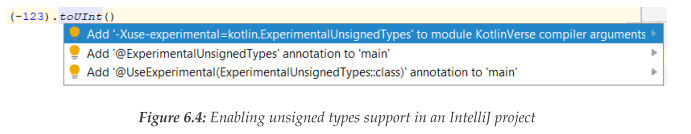 (-123).toUInt()
Add '-Xuse-experimental=kotlin.ExperimentalUnsignedTypes' to module KotlinVerse compiler arguments
Add '@ExperimentalUnsignedTypes' annotation to 'main'
Add '@UseExperimental(ExperimentalUnsignedTypes::class)' annotation to 'main'
Figure 6.4: Enabling unsigned types support in an IntelliJ project